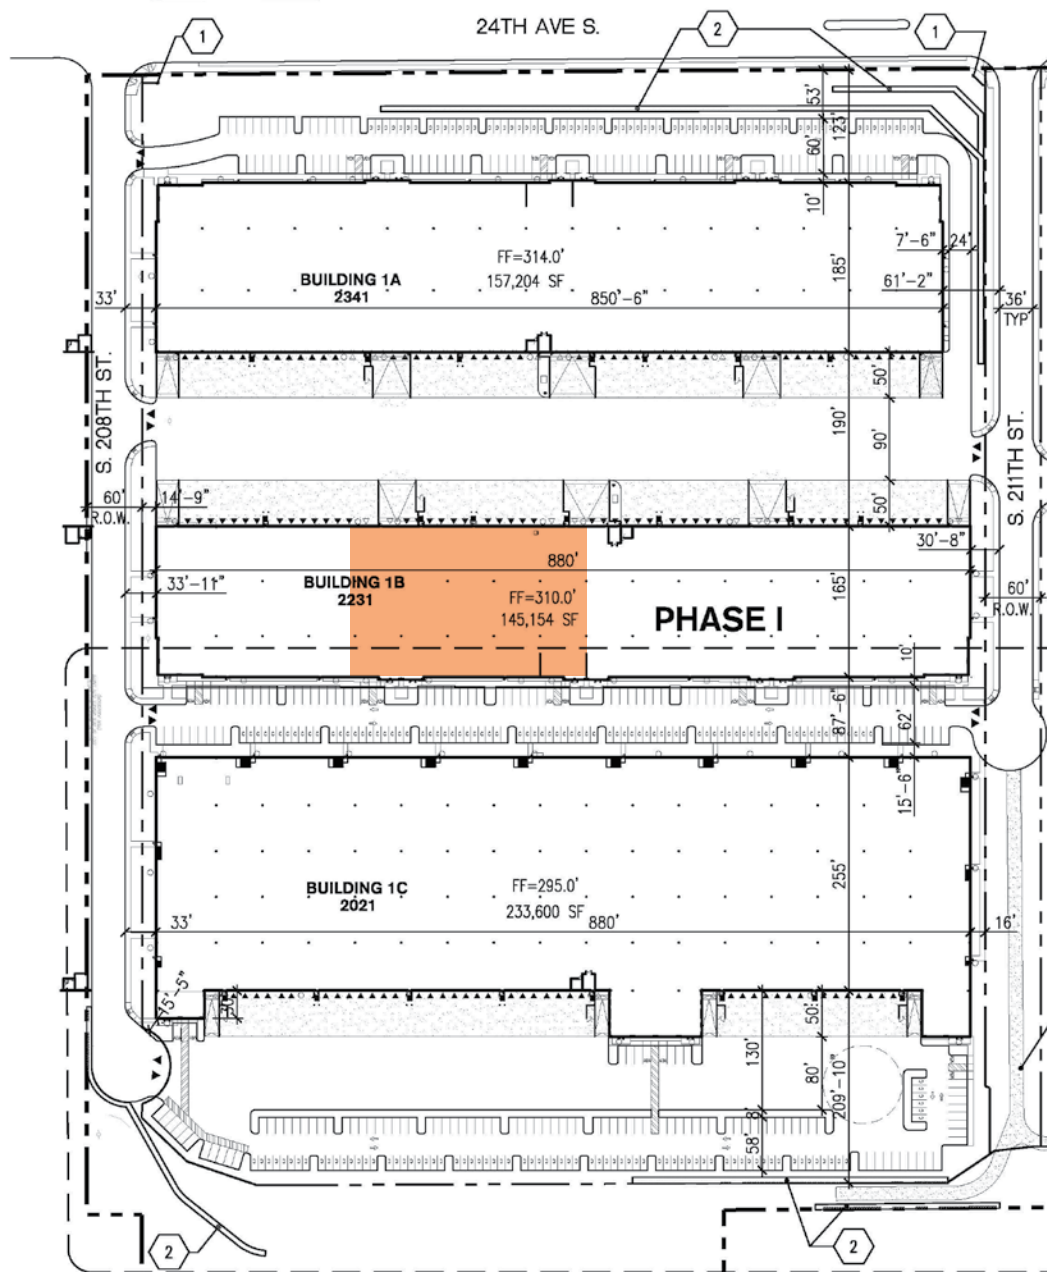 24TH AVE S.
1
2
1
53'
123'
60'
10'
7'-6"
24'
FF=314.0'
BUILDING 1A
2341
157,204 SF
185'
61'-2"
33'
850'-6"
36'
TYP
S. 208TH ST.
50'
190'
90'
S. 211TH ST.
60'
R.O.W.
14'-9"
50'
30'-8"
880'
33'-11"
BUILDING 1B
2231
FF=310.0'
145,154 SF
165'
PHASE I
60'
R.O.W.
10'
87'-6"
62'
15'-6"
BUILDING 1C
2021
FF=295.0'
233,600 SF
255'
33'
880'
16'
75'-5"
50'
130'
80'
209'-10"
8'
58'
2
2